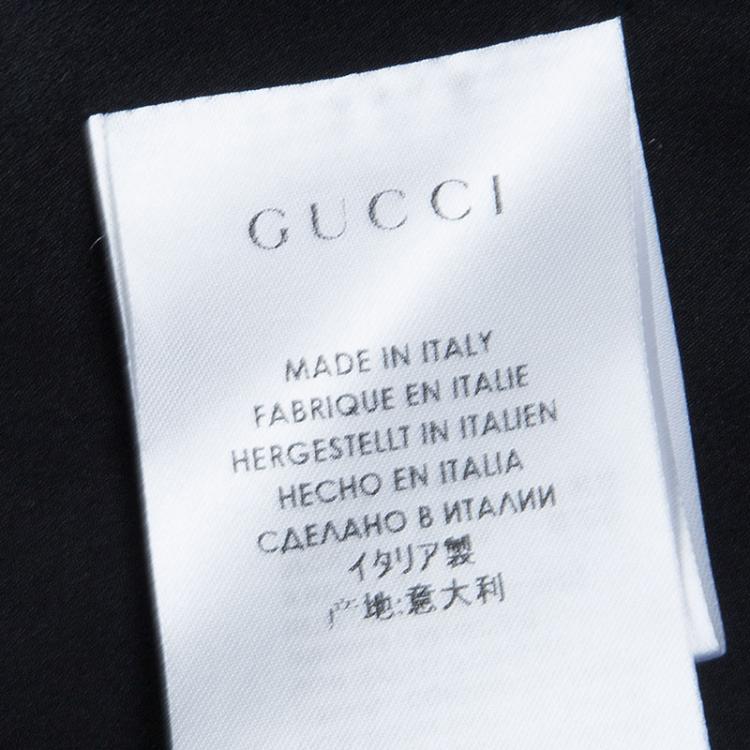 GUCCI
MADE IN ITALY
FABRIQUE EN ITALIE
HERGESTELLT IN ITALIEN
HECHO EN ITALIA
СДЕЛАНО В ИТАЛИИ
イタリア製
产地:意大利